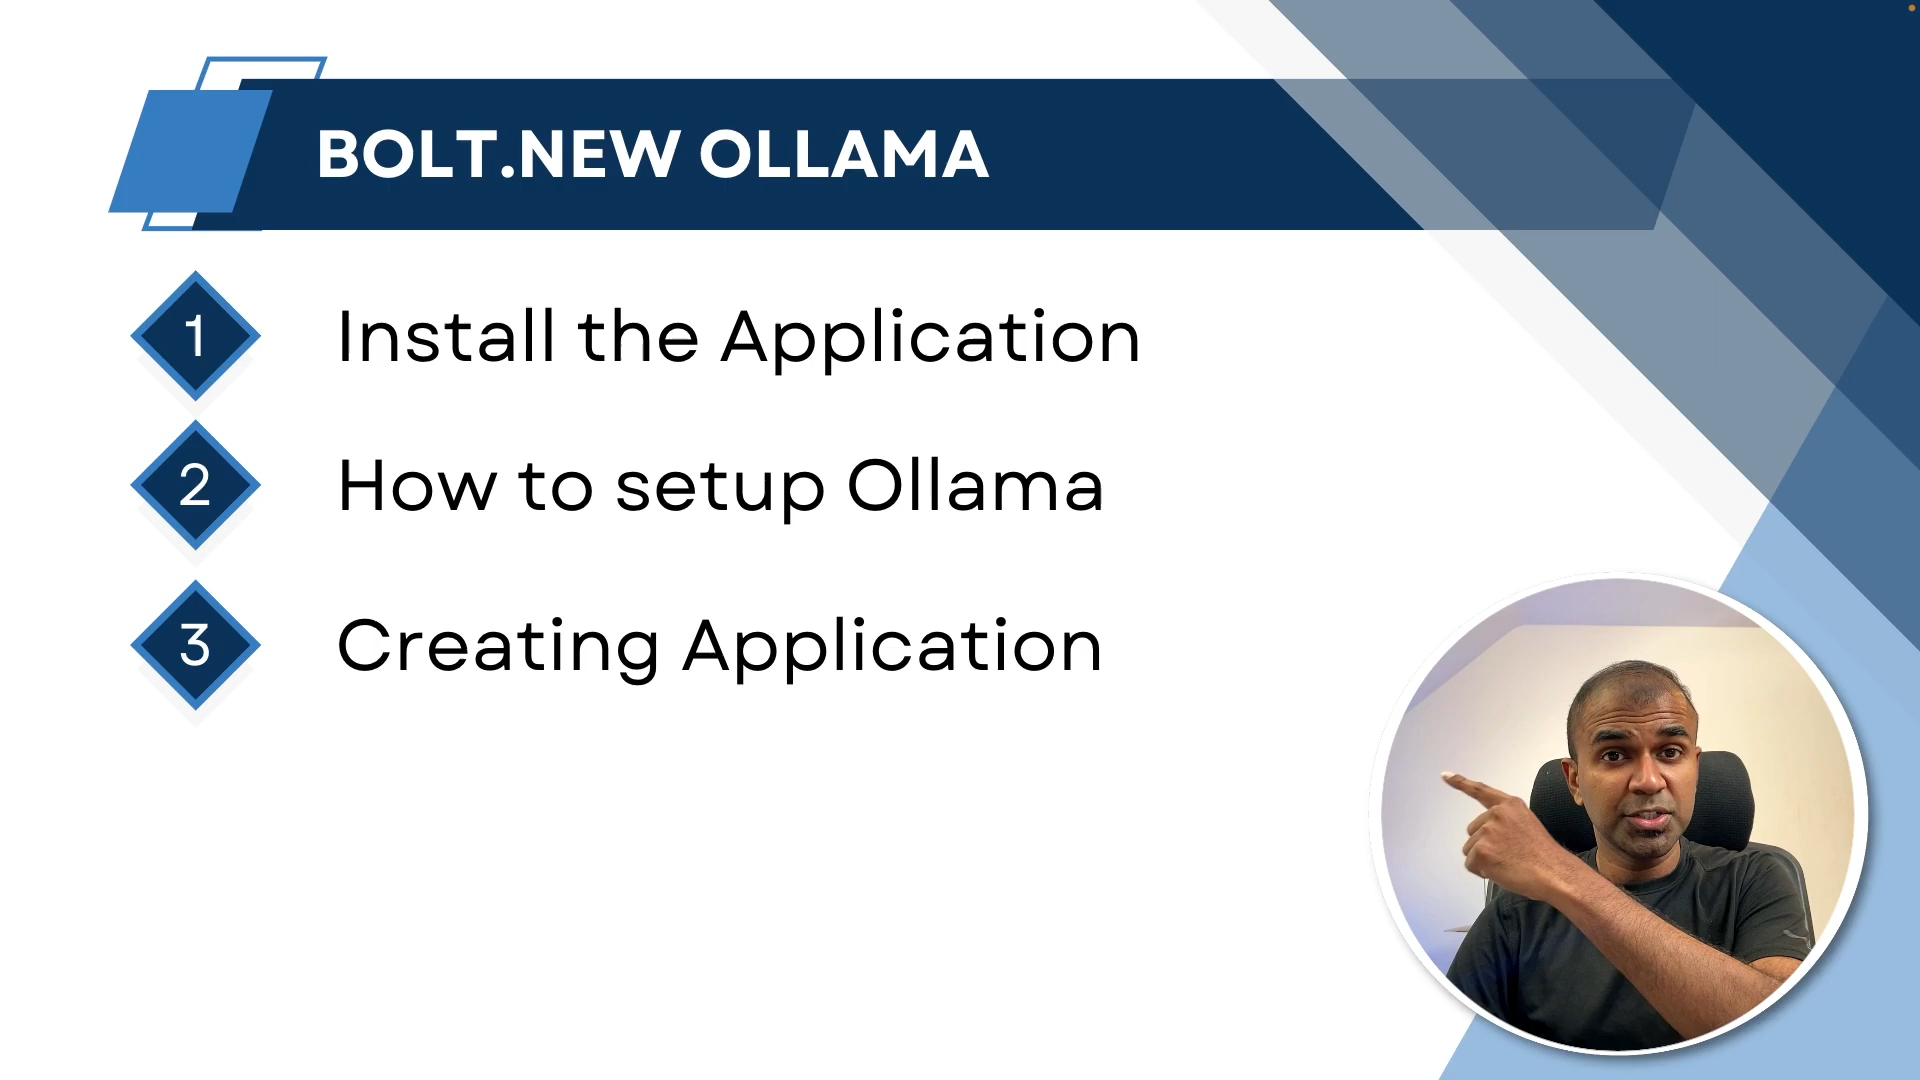 BOLT.NEW OLLAMA
1 Install the Application
2 How to setup Ollama
3 Creating Application